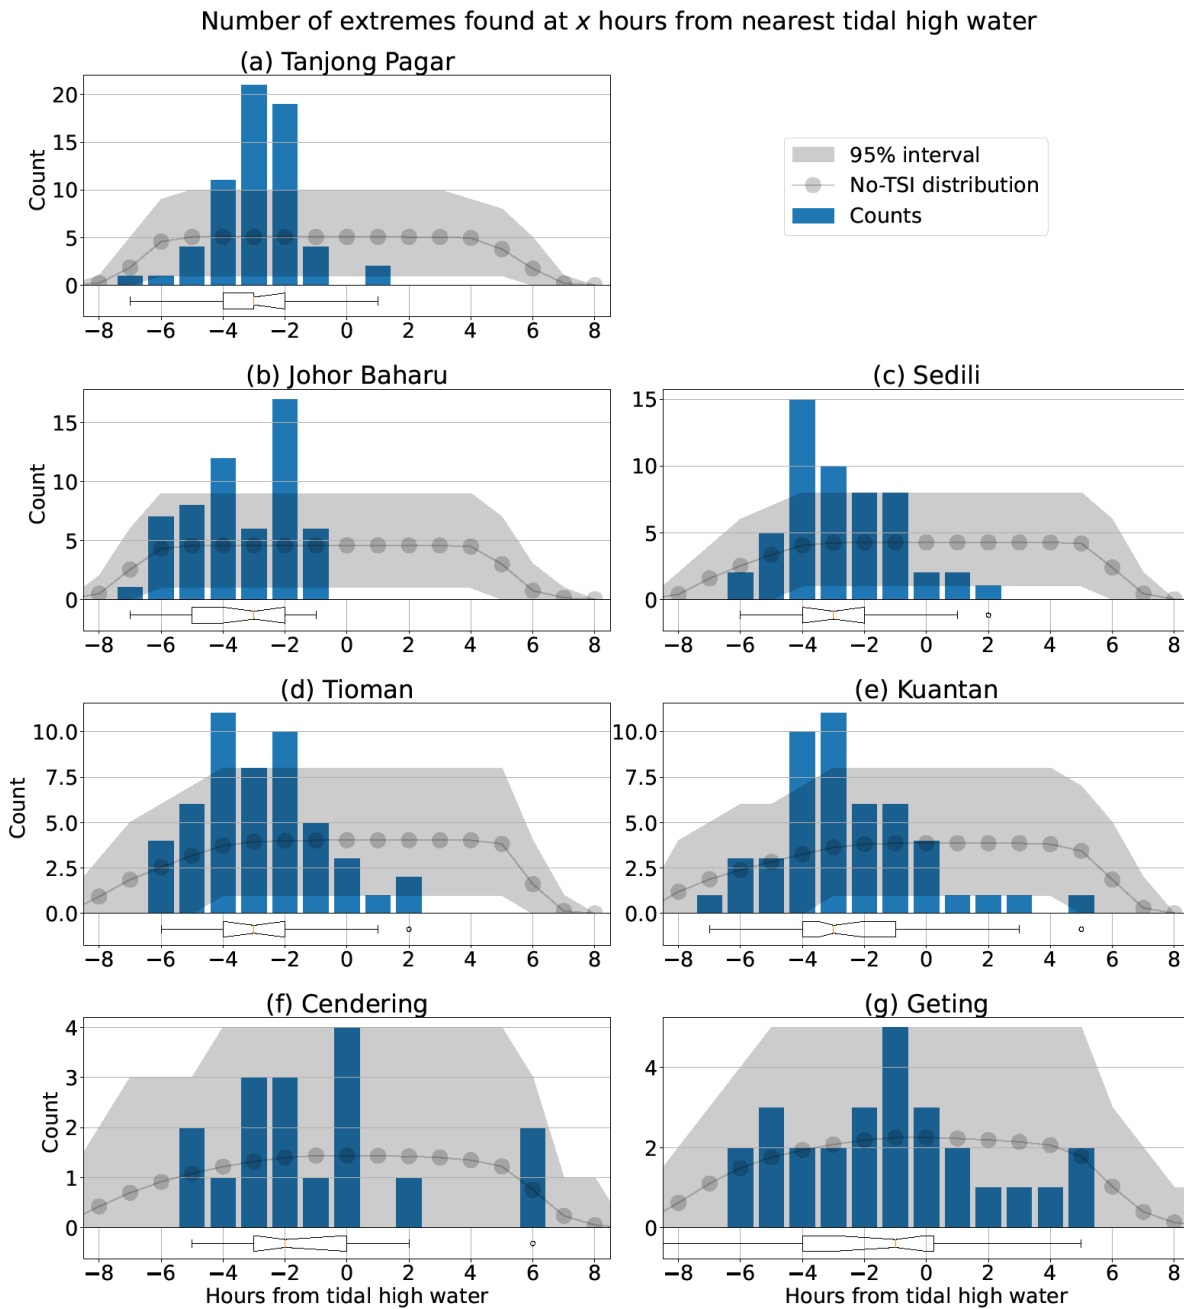 Number of extremes found at x hours from nearest tidal high water
(a) Tanjong Pagar
20
15
10
5
0
Count
−8 −6 −4 −2 0 2 4 6 8
95% interval
No-TSI distribution
Counts
(b) Johor Baharu
15
10
5
0
Count
−8 −6 −4 −2 0 2 4 6 8
(c) Sedili
15
10
5
0
−8 −6 −4 −2 0 2 4 6 8
(d) Tioman
10.0
7.5
5.0
2.5
0.0
Count
−8 −6 −4 −2 0 2 4 6 8
(e) Kuantan
10.0
7.5
5.0
2.5
0.0
−8 −6 −4 −2 0 2 4 6 8
(f) Cendering
4
3
2
1
0
Count
−8 −6 −4 −2 0 2 4 6 8
Hours from tidal high water
(g) Geting
4
2
0
−8 −6 −4 −2 0 2 4 6 8
Hours from tidal high water